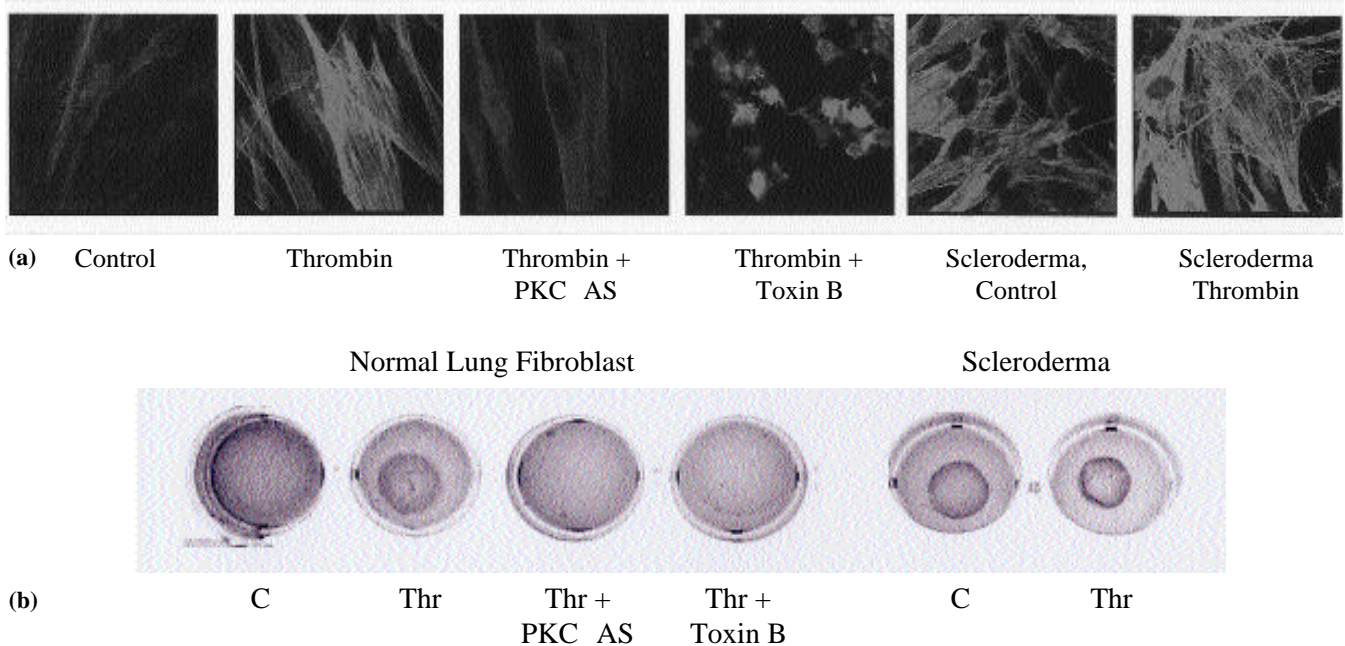 (a) Control Thrombin Thrombin + Thrombin + Scleroderma, Scleroderma
PKC AS Toxin B Control Thrombin
Normal Lung Fibroblast Scleroderma
(b) C Thr Thr + Thr + C Thr
PKC AS Toxin B